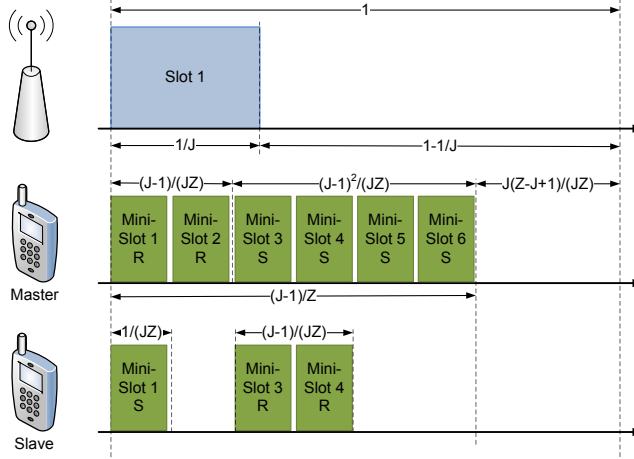 1
Slot 1
1/J
1-1/J
(J-1)/(JZ)
(J-1)²/(JZ)
J(Z-J+1)/(JZ)
Mini-
Slot 1
R
Mini-
Slot 2
R
Mini-
Slot 3
S
Mini-
Slot 4
S
Mini-
Slot 5
S
Mini-
Slot 6
S
Master
(J-1)/Z
1/(JZ)
(J-1)/(JZ)
Mini-
Slot 1
S
Mini-
Slot 3
R
Mini-
Slot 4
R
Slave